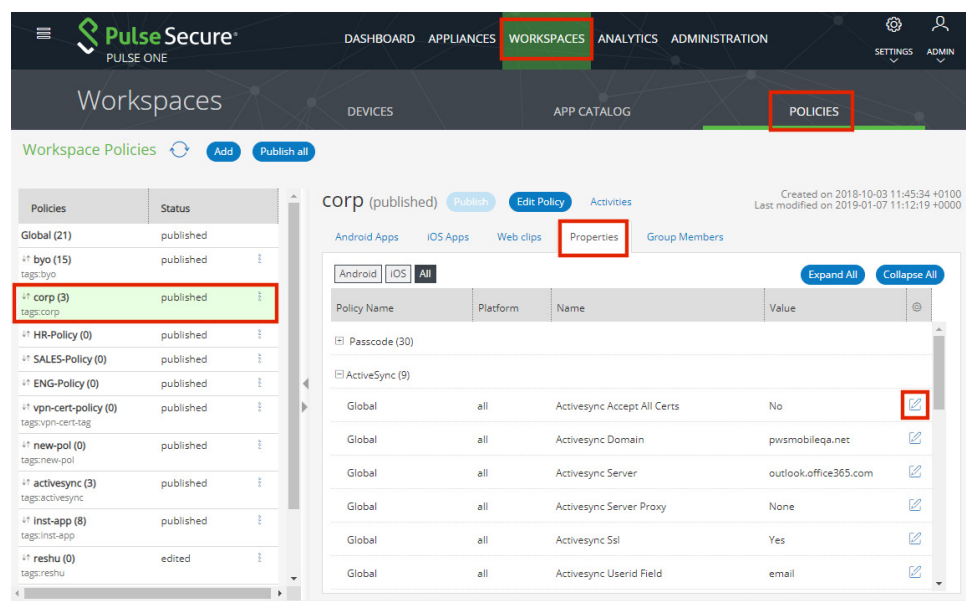 Pulse Secure®
PULSE ONE
DASHBOARD APPLIANCES WORKSPACES ANALYTICS ADMINISTRATION
SETTINGS ADMIN
Workspaces
DEVICES APP CATALOG POLICIES
Workspace Policies Add Publish all
Policies Status
Global (21) published
byo (15) published
tags:byo
corp (3) published
tags:corp
HR-Policy (0) published
SALES-Policy (0) published
ENG-Policy (0) published
vpn-cert-policy (0) published
tags:vpn-cert-tag
new-pol (0) published
tags:new-pol
activesync (3) published
tags:activesync
inst-app (8) published
tags:inst-app
reshu (0) edited
tags:reshu
corp (published) Publish Edit Policy Activities
Created on 2018-10-03 11:45:34 +0100
Last modified on 2019-01-07 11:12:19 +0000
Android Apps iOS Apps Web clips Properties Group Members
Android iOS All Expand All Collapse All
Policy Name Platform Name Value
Passcode (30)
ActiveSync (9)
Global all Activesync Accept All Certs No
Global all Activesync Domain pwsmobileqa.net
Global all Activesync Server outlook.office365.com
Global all Activesync Server Proxy None
Global all Activesync Ssl Yes
Global all Activesync Userid Field email